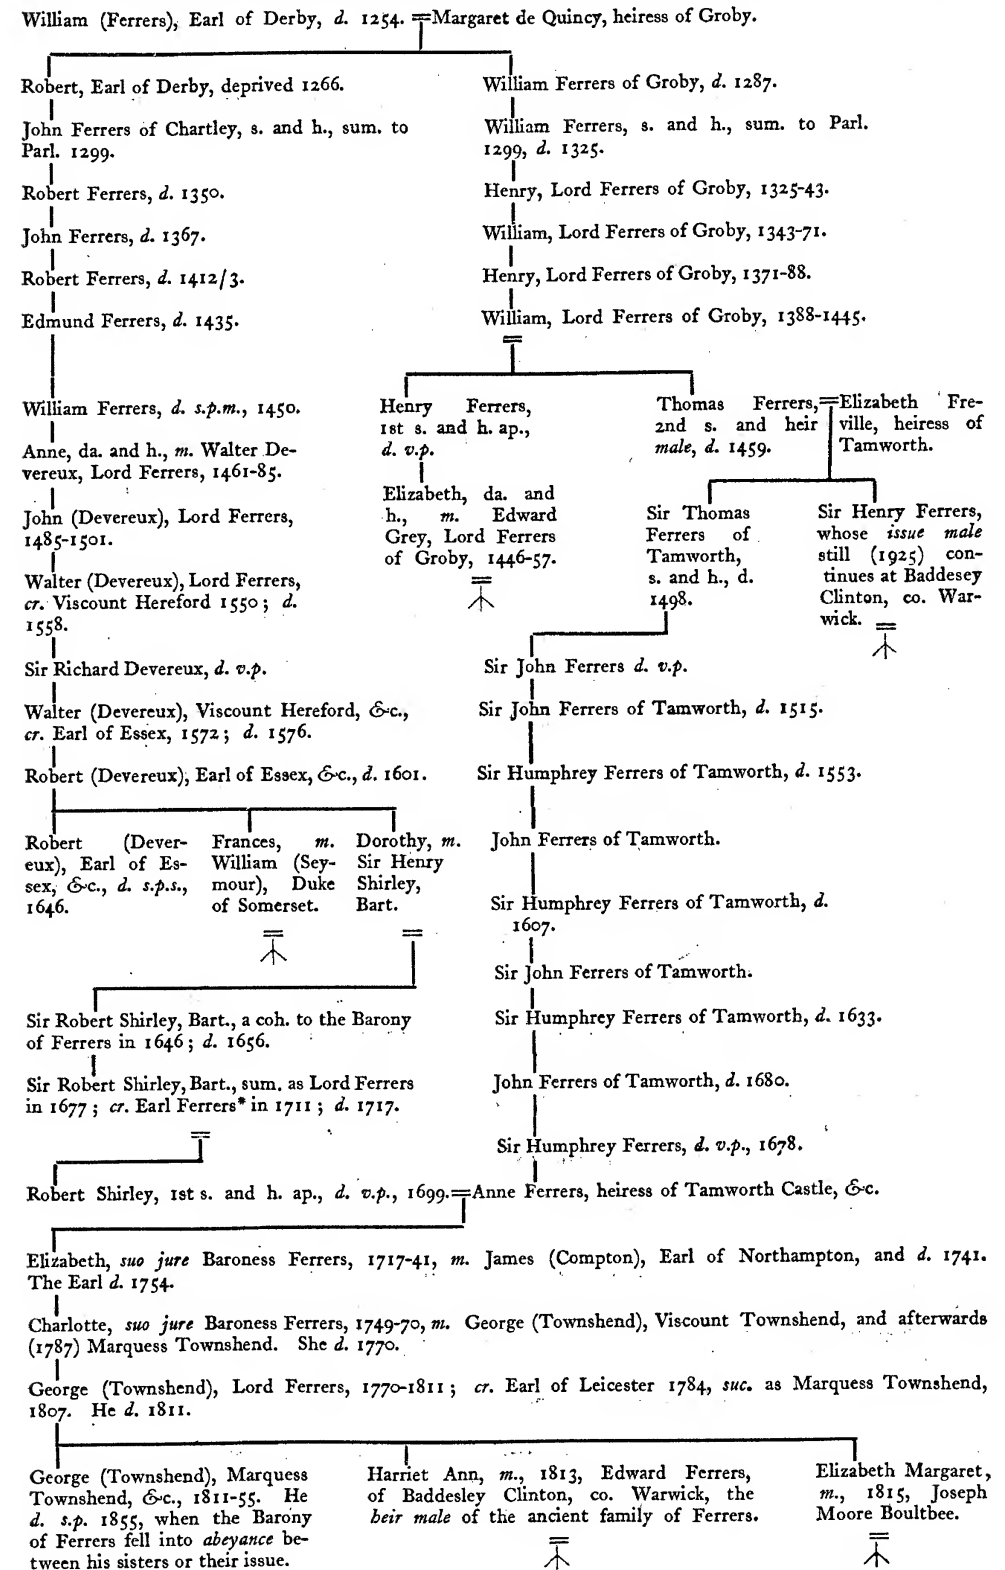 William (Ferrers), Earl of Derby, d. 1254. = Margaret de Quincy, heiress of Groby.
Robert, Earl of Derby, deprived 1266.
John Ferrers of Chartley, s. and h., sum. to
Parl. 1299.
Robert Ferrers, d. 1350.
John Ferrers, d. 1367.
Robert Ferrers, d. 1412/3.
Edmund Ferrers, d. 1435.
William Ferrers of Groby, d. 1287.
William Ferrers, s. and h., sum. to Parl.
1299, d. 1325.
Henry, Lord Ferrers of Groby, 1325-43.
William, Lord Ferrers of Groby, 1343-71.
Henry, Lord Ferrers of Groby, 1371-88.
William, Lord Ferrers of Groby, 1388-1445.
William Ferrers, d. s.p.m., 1450.
Anne, da. and h., m. Walter De-
vereux, Lord Ferrers, 1461-85.
John (Devereux), Lord Ferrers,
1485-1501.
Walter (Devereux), Lord Ferrers,
cr. Viscount Hereford 1550; d.
1558.
Sir Richard Devereux, d. v.p.
Walter (Devereux), Viscount Hereford, &c.,
cr. Earl of Essex, 1572; d. 1576.
Robert (Devereux), Earl of Essex, &c., d. 1601.
Henry Ferrers,
1st s. and h. ap.,
d. v.p.
Elizabeth, da. and
h., m. Edward
Grey, Lord Ferrers
of Groby, 1446-57.
=
Thomas Ferrers, =
2nd s. and heir
male, d. 1459.
Elizabeth Fre-
ville, heiress of
Tamworth.
Sir Thomas
Ferrers of
Tamworth,
s. and h., d.
1498.
Sir Henry Ferrers,
whose issue male
still (1925) con-
tinues at Baddesey
Clinton, co. War-
wick. =
Sir John Ferrers d. v.p.
Sir John Ferrers of Tamworth, d. 1515.
Sir Humphrey Ferrers of Tamworth, d. 1553.
John Ferrers of Tamworth.
Sir Humphrey Ferrers of Tamworth, d.
1607.
Sir John Ferrers of Tamworth.
Sir Humphrey Ferrers of Tamworth, d. 1633.
John Ferrers of Tamworth, d. 1680.
Sir Humphrey Ferrers, d. v.p., 1678.
Robert (Dever-
eux), Earl of Es-
sex, &c., d. s.p.s.,
1646.
Frances, m.
William (Sey-
mour), Duke
of Somerset.
=
Dorothy, m.
Sir Henry
Shirley,
Bart.
=
Sir Robert Shirley, Bart., a coh. to the Barony
of Ferrers in 1646; d. 1656.
Sir Robert Shirley, Bart., sum. as Lord Ferrers
in 1677; cr. Earl Ferrers* in 1711; d. 1717.
=
Robert Shirley, 1st s. and h. ap., d. v.p., 1699. = Anne Ferrers, heiress of Tamworth Castle, &c.
Elizabeth, suo jure Baroness Ferrers, 1717-41, m. James (Compton), Earl of Northampton, and d. 1741.
The Earl d. 1754.
Charlotte, suo jure Baroness Ferrers, 1749-70, m. George (Townshend), Viscount Townshend, and afterwards
(1787) Marquess Townshend. She d. 1770.
George (Townshend), Lord Ferrers, 1770-1811; cr. Earl of Leicester 1784, suc. as Marquess Townshend,
1807. He d. 1811.
George (Townshend), Marquess
Townshend, &c., 1811-55. He
d. s.p. 1855, when the Barony
of Ferrers fell into abeyance be-
tween his sisters or their issue.
Harriet Ann, m., 1813, Edward Ferrers,
of Baddesley Clinton, co. Warwick, the
heir male of the ancient family of Ferrers.
=
Elizabeth Margaret,
m., 1815, Joseph
Moore Boultbee.
=